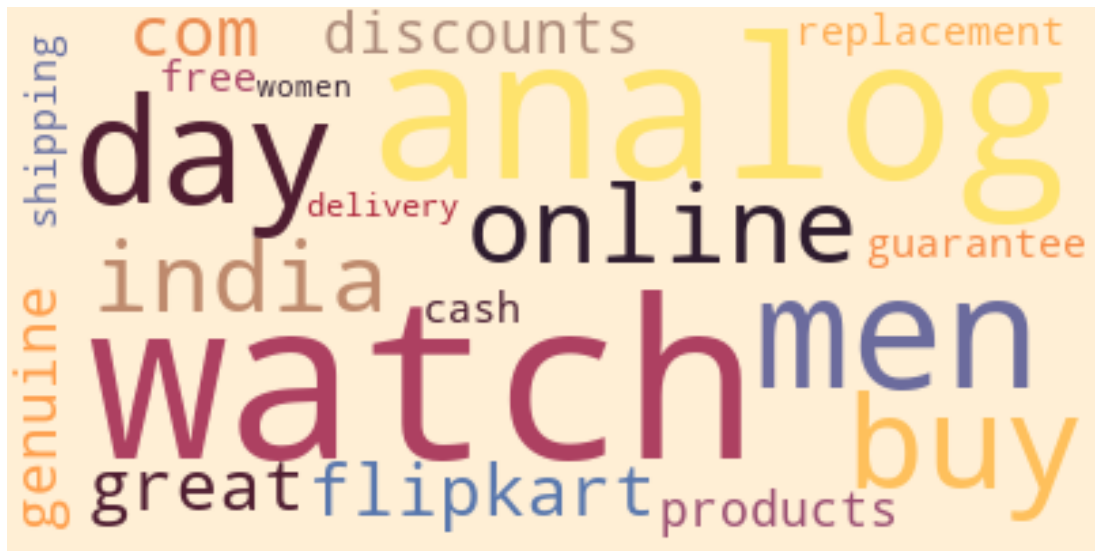 com
discounts
replacement
shipping
free
women
analog
day
delivery
online
guarantee
india
cash
men
genuine
watch
buy
great
flipkart
products